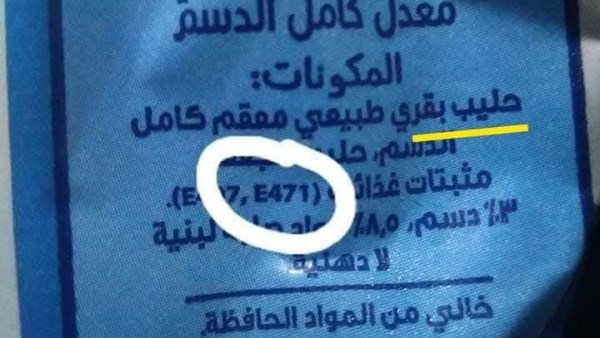 معدل كامل الدسم
المكونات:
حليب بقري طبيعي معقم كامل
الدسم، حليب
مثبتات غذائية (E407, E471).
٣٪ دسم، ٨,٥٪ مواد صلبة لبنية
لا دهنية
خالي من المواد الحافظة.